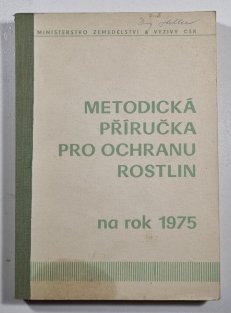 MINISTERSTVO ZEMĚDĚLSTVÍ A VÝŽIVY ČSR
METODICKÁ
PŘÍRUČKA
PRO OCHRANU
ROSTLIN
na rok 1975